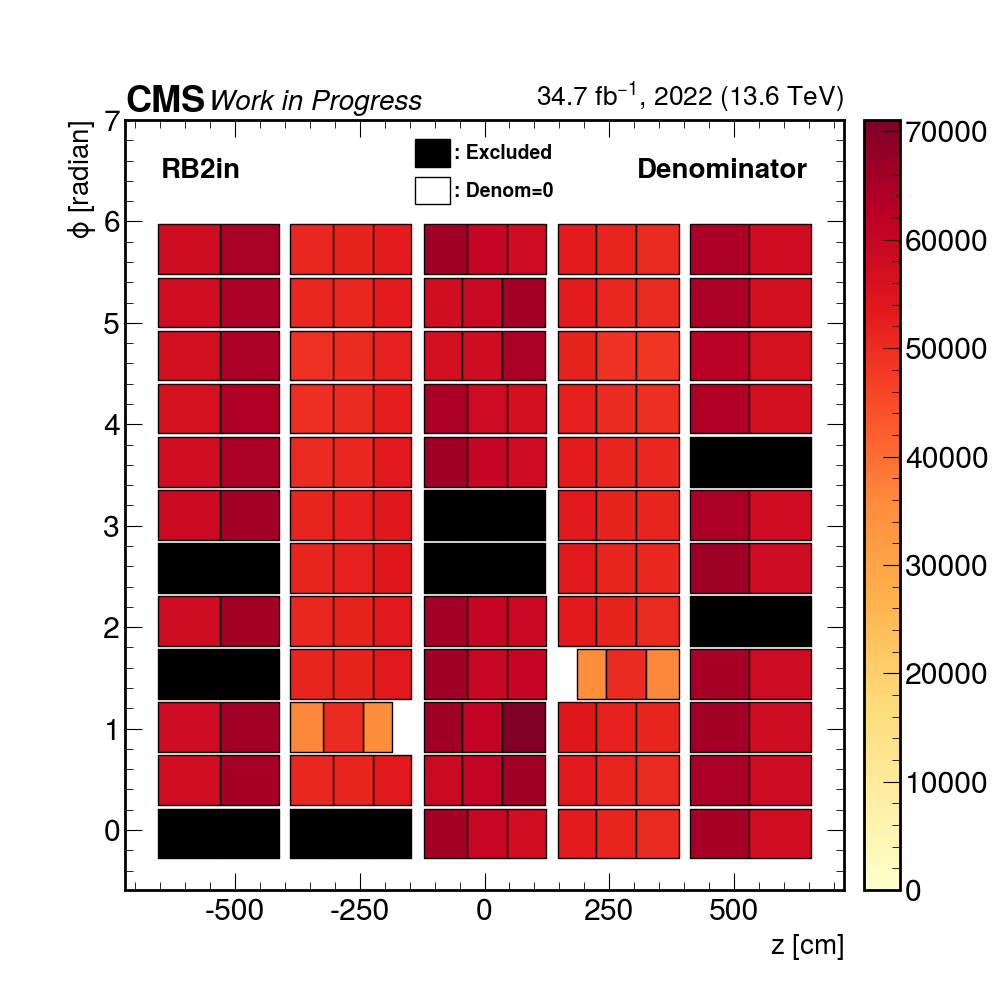 CMS Work in Progress
34.7 fb⁻¹, 2022 (13.6 TeV)
RB2in
: Excluded
: Denom=0
Denominator
ϕ [radian]
7
6
5
4
3
2
1
0
-500 -250 0 250 500
z [cm]
70000
60000
50000
40000
30000
20000
10000
0